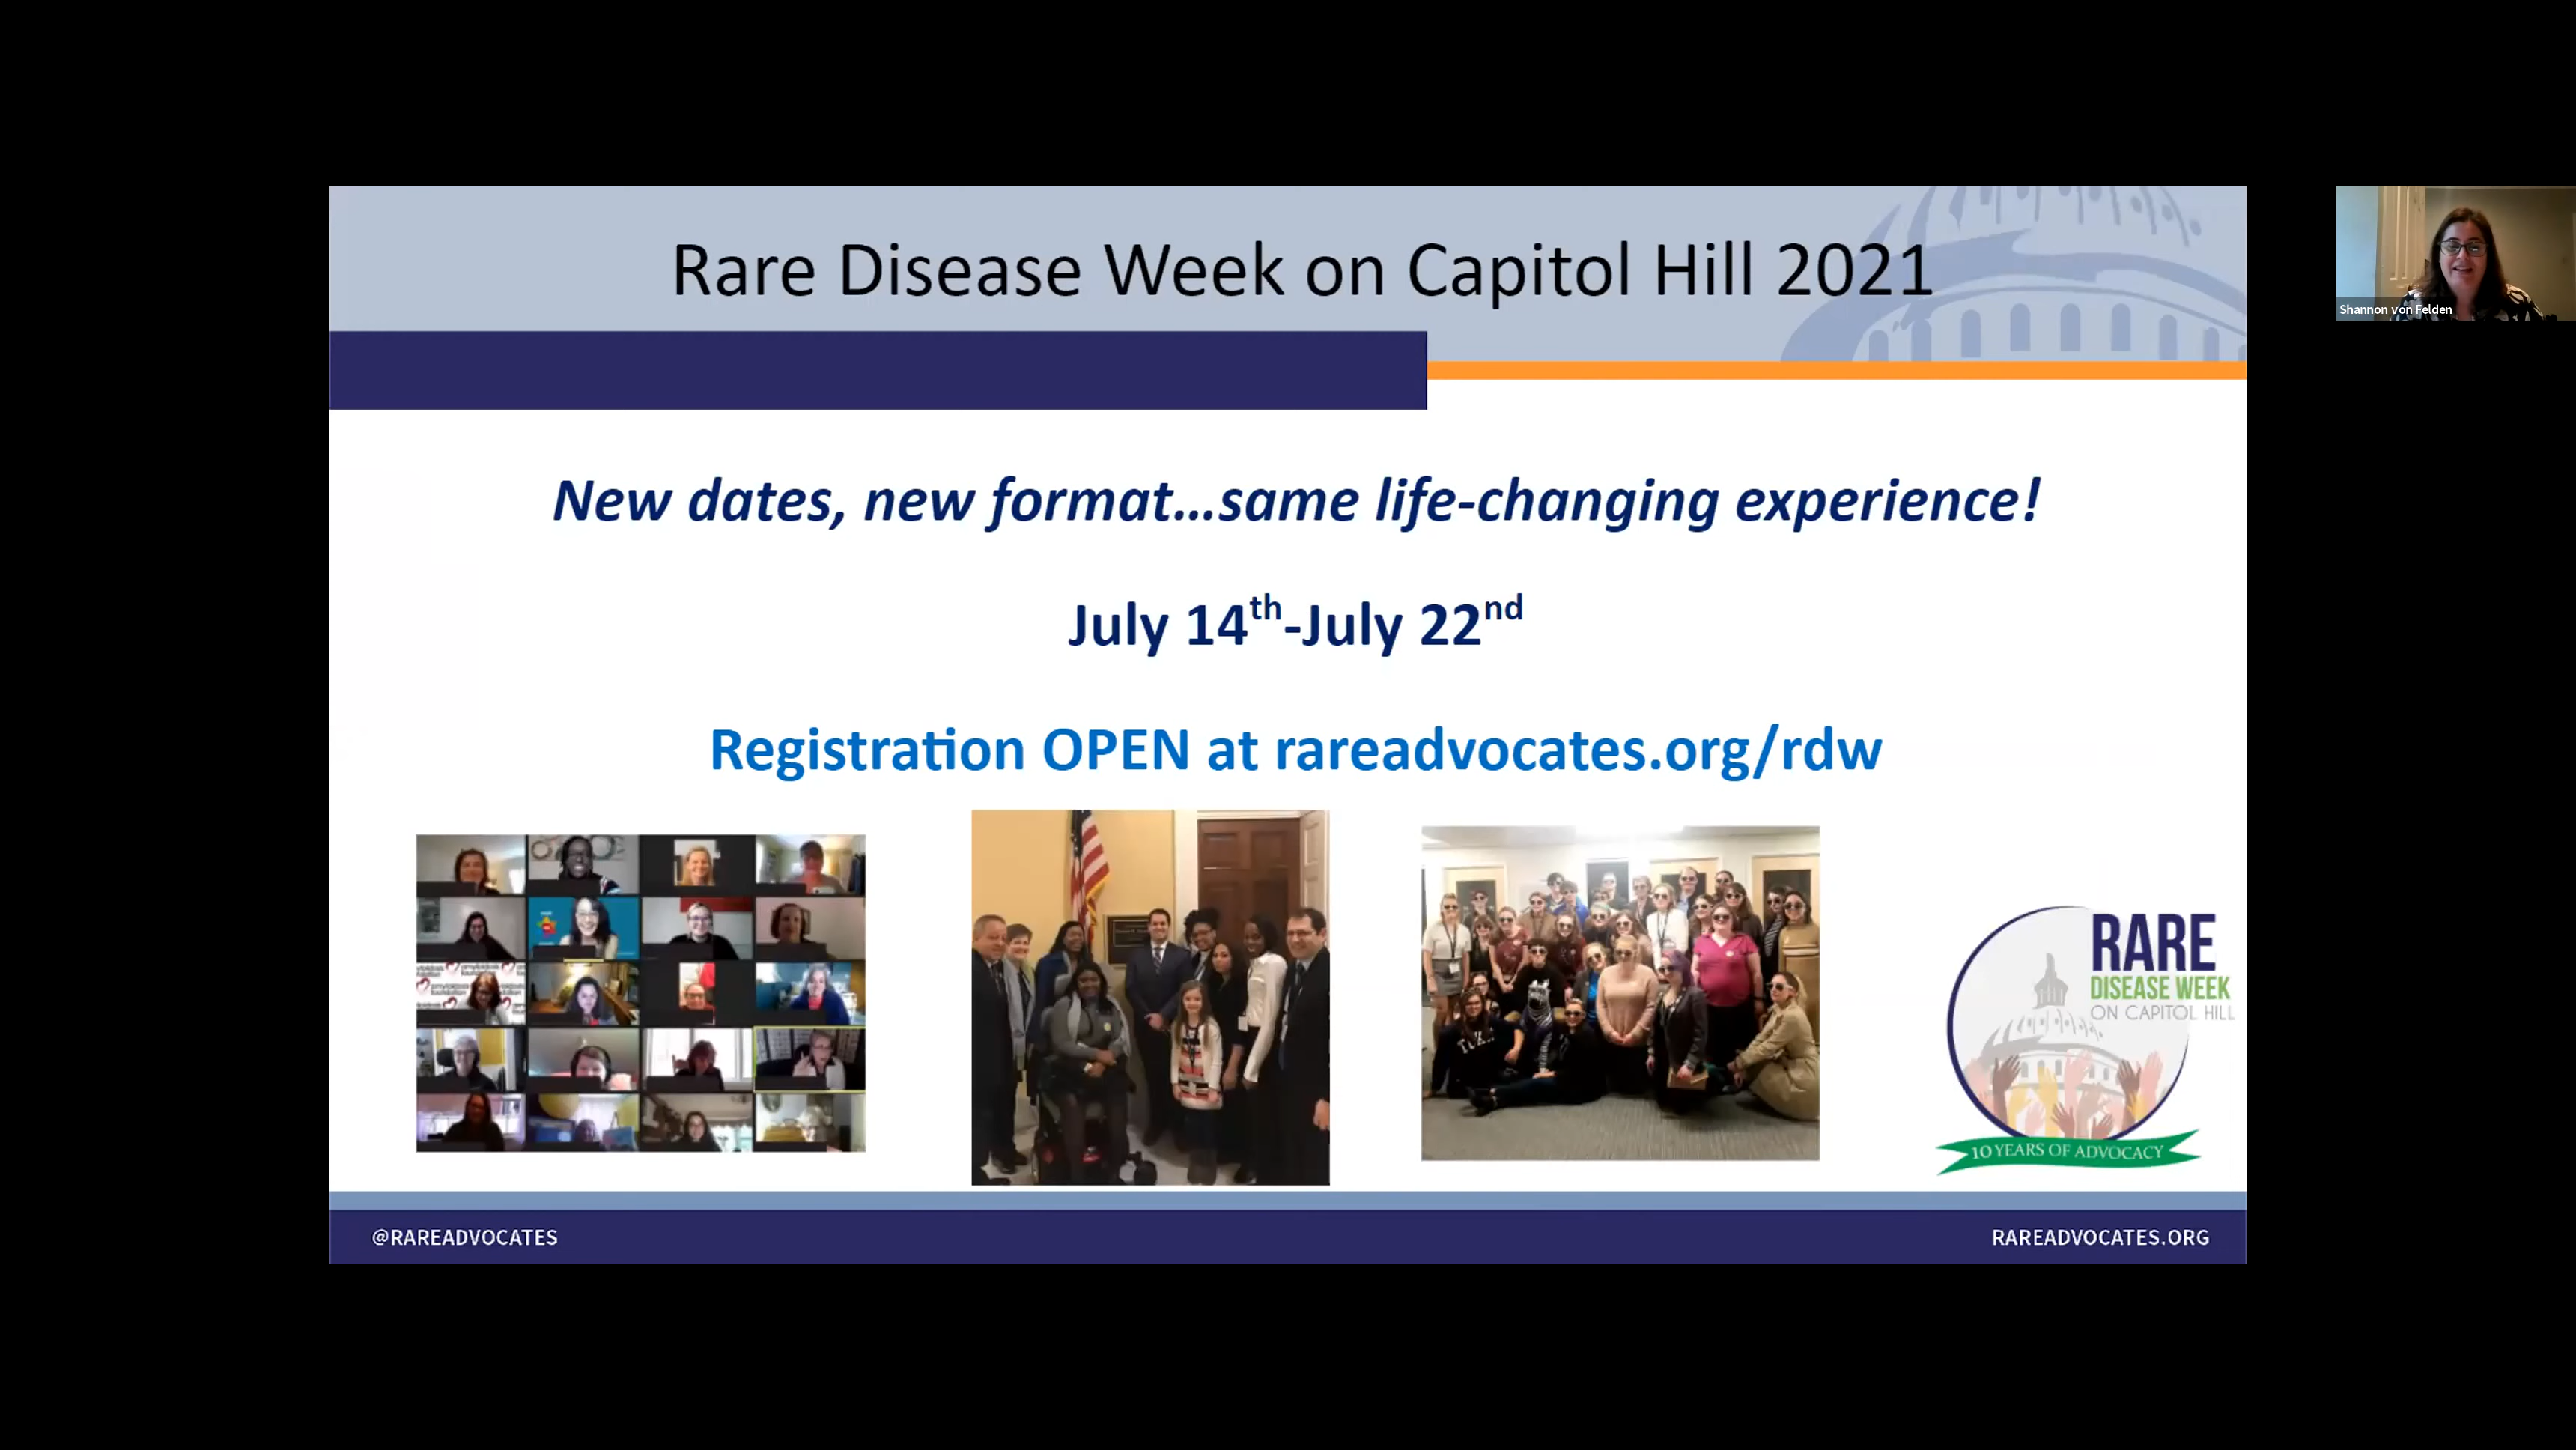 Rare Disease Week on Capitol Hill 2021
Shannon von Felden
New dates, new format...same life-changing experience!
July 14th-July 22nd
Registration OPEN at rareadvocates.org/rdw
RARE
DISEASE WEEK
ON CAPITOL HILL
10 YEARS OF ADVOCACY
@RAREADVOCATES
RAREADVOCATES.ORG